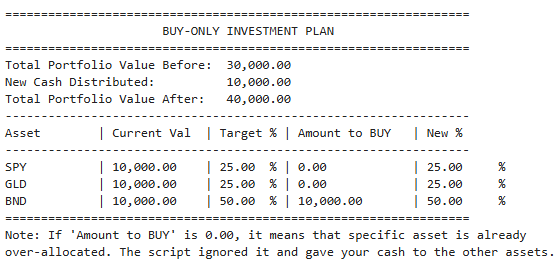 ==============================================================
BUY-ONLY INVESTMENT PLAN
==============================================================
Total Portfolio Value Before:  30,000.00
New Cash Distributed:          10,000.00
Total Portfolio Value After:   40,000.00
--------------------------------------------------------------
Asset        | Current Val  | Target % | Amount to BUY   | New %
--------------------------------------------------------------
SPY          | 10,000.00    | 25.00  % | 0.00            | 25.00     %
GLD          | 10,000.00    | 25.00  % | 0.00            | 25.00     %
BND          | 10,000.00    | 50.00  % | 10,000.00       | 50.00     %
==============================================================
Note: If 'Amount to BUY' is 0.00, it means that specific asset is already
over-allocated. The script ignored it and gave your cash to the other assets.